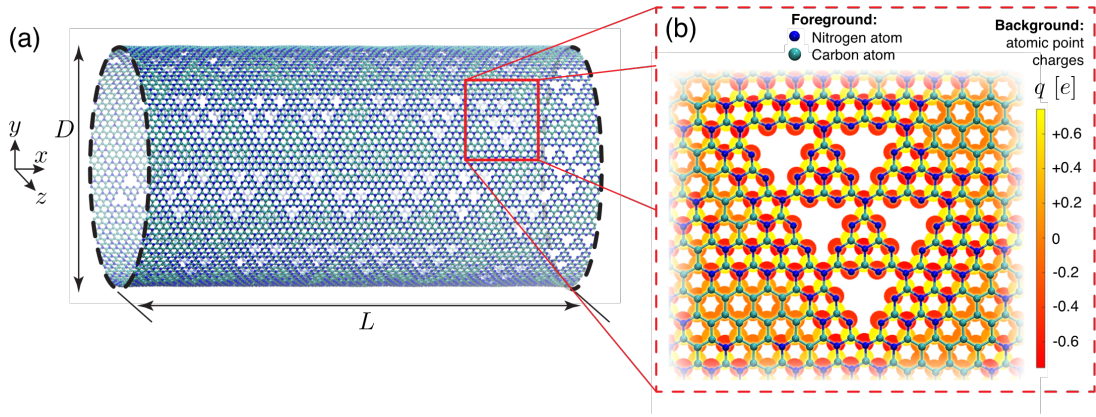 (a)
D
L
y
x
z
(b)
Foreground:
Nitrogen atom
Carbon atom
Background:
atomic point
charges
q [e]
+0.6
+0.4
+0.2
0
-0.2
-0.4
-0.6